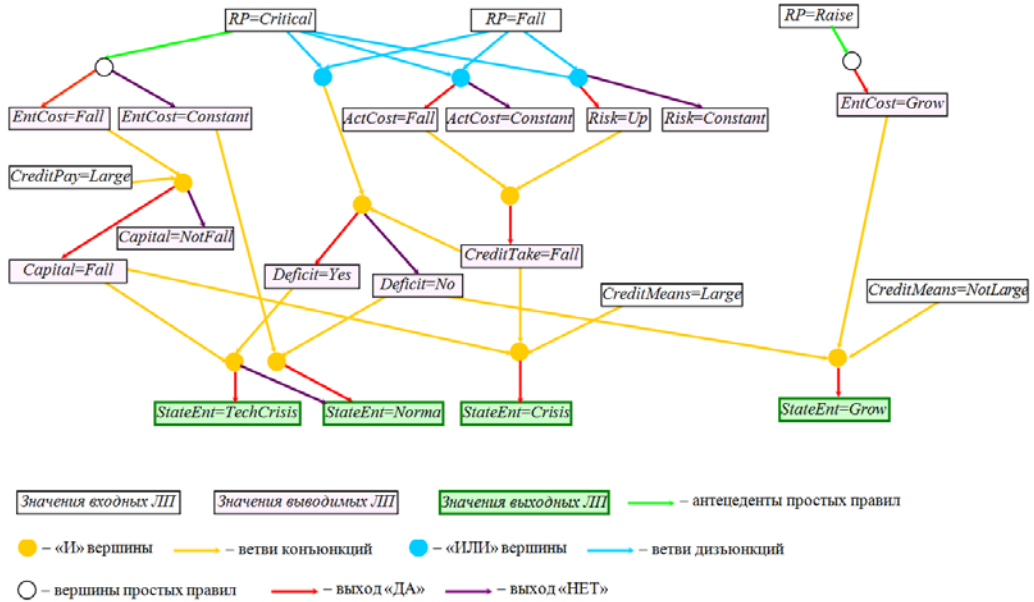 RP=Critical
RP=Fall
RP=Raise
EntCost=Fall
EntCost=Constant
ActCost=Fall
ActCost=Constant
Risk=Up
Risk=Constant
EntCost=Grow
CreditPay=Large
Capital=NotFall
Capital=Fall
Deficit=Yes
Deficit=No
CreditTake=Fall
CreditMeans=Large
CreditMeans=NotLarge
StateEnt=TechCrisis
StateEnt=Norma
StateEnt=Crisis
StateEnt=Grow
Значения входных ЛП
Значения выводимых ЛП
Значения выходных ЛП
– антецеденты простых правил
– «И» вершины
– ветви конъюнкций
– «ИЛИ» вершины
– ветви дизъюнкций
– вершины простых правил
– выход «ДА»
– выход «НЕТ»